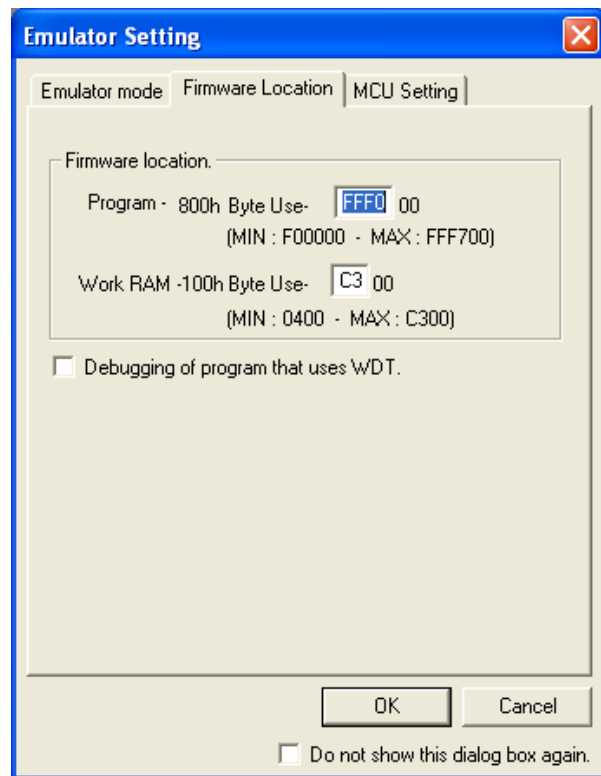 Emulator Setting
Emulator mode Firmware Location MCU Setting
Firmware location.
Program - 800h Byte Use- FFF0 00
(MIN : F00000 - MAX : FFF700)
Work RAM -100h Byte Use- C3 00
(MIN : 0400 - MAX : C300)
Debugging of program that uses WDT.
OK Cancel
Do not show this dialog box again.